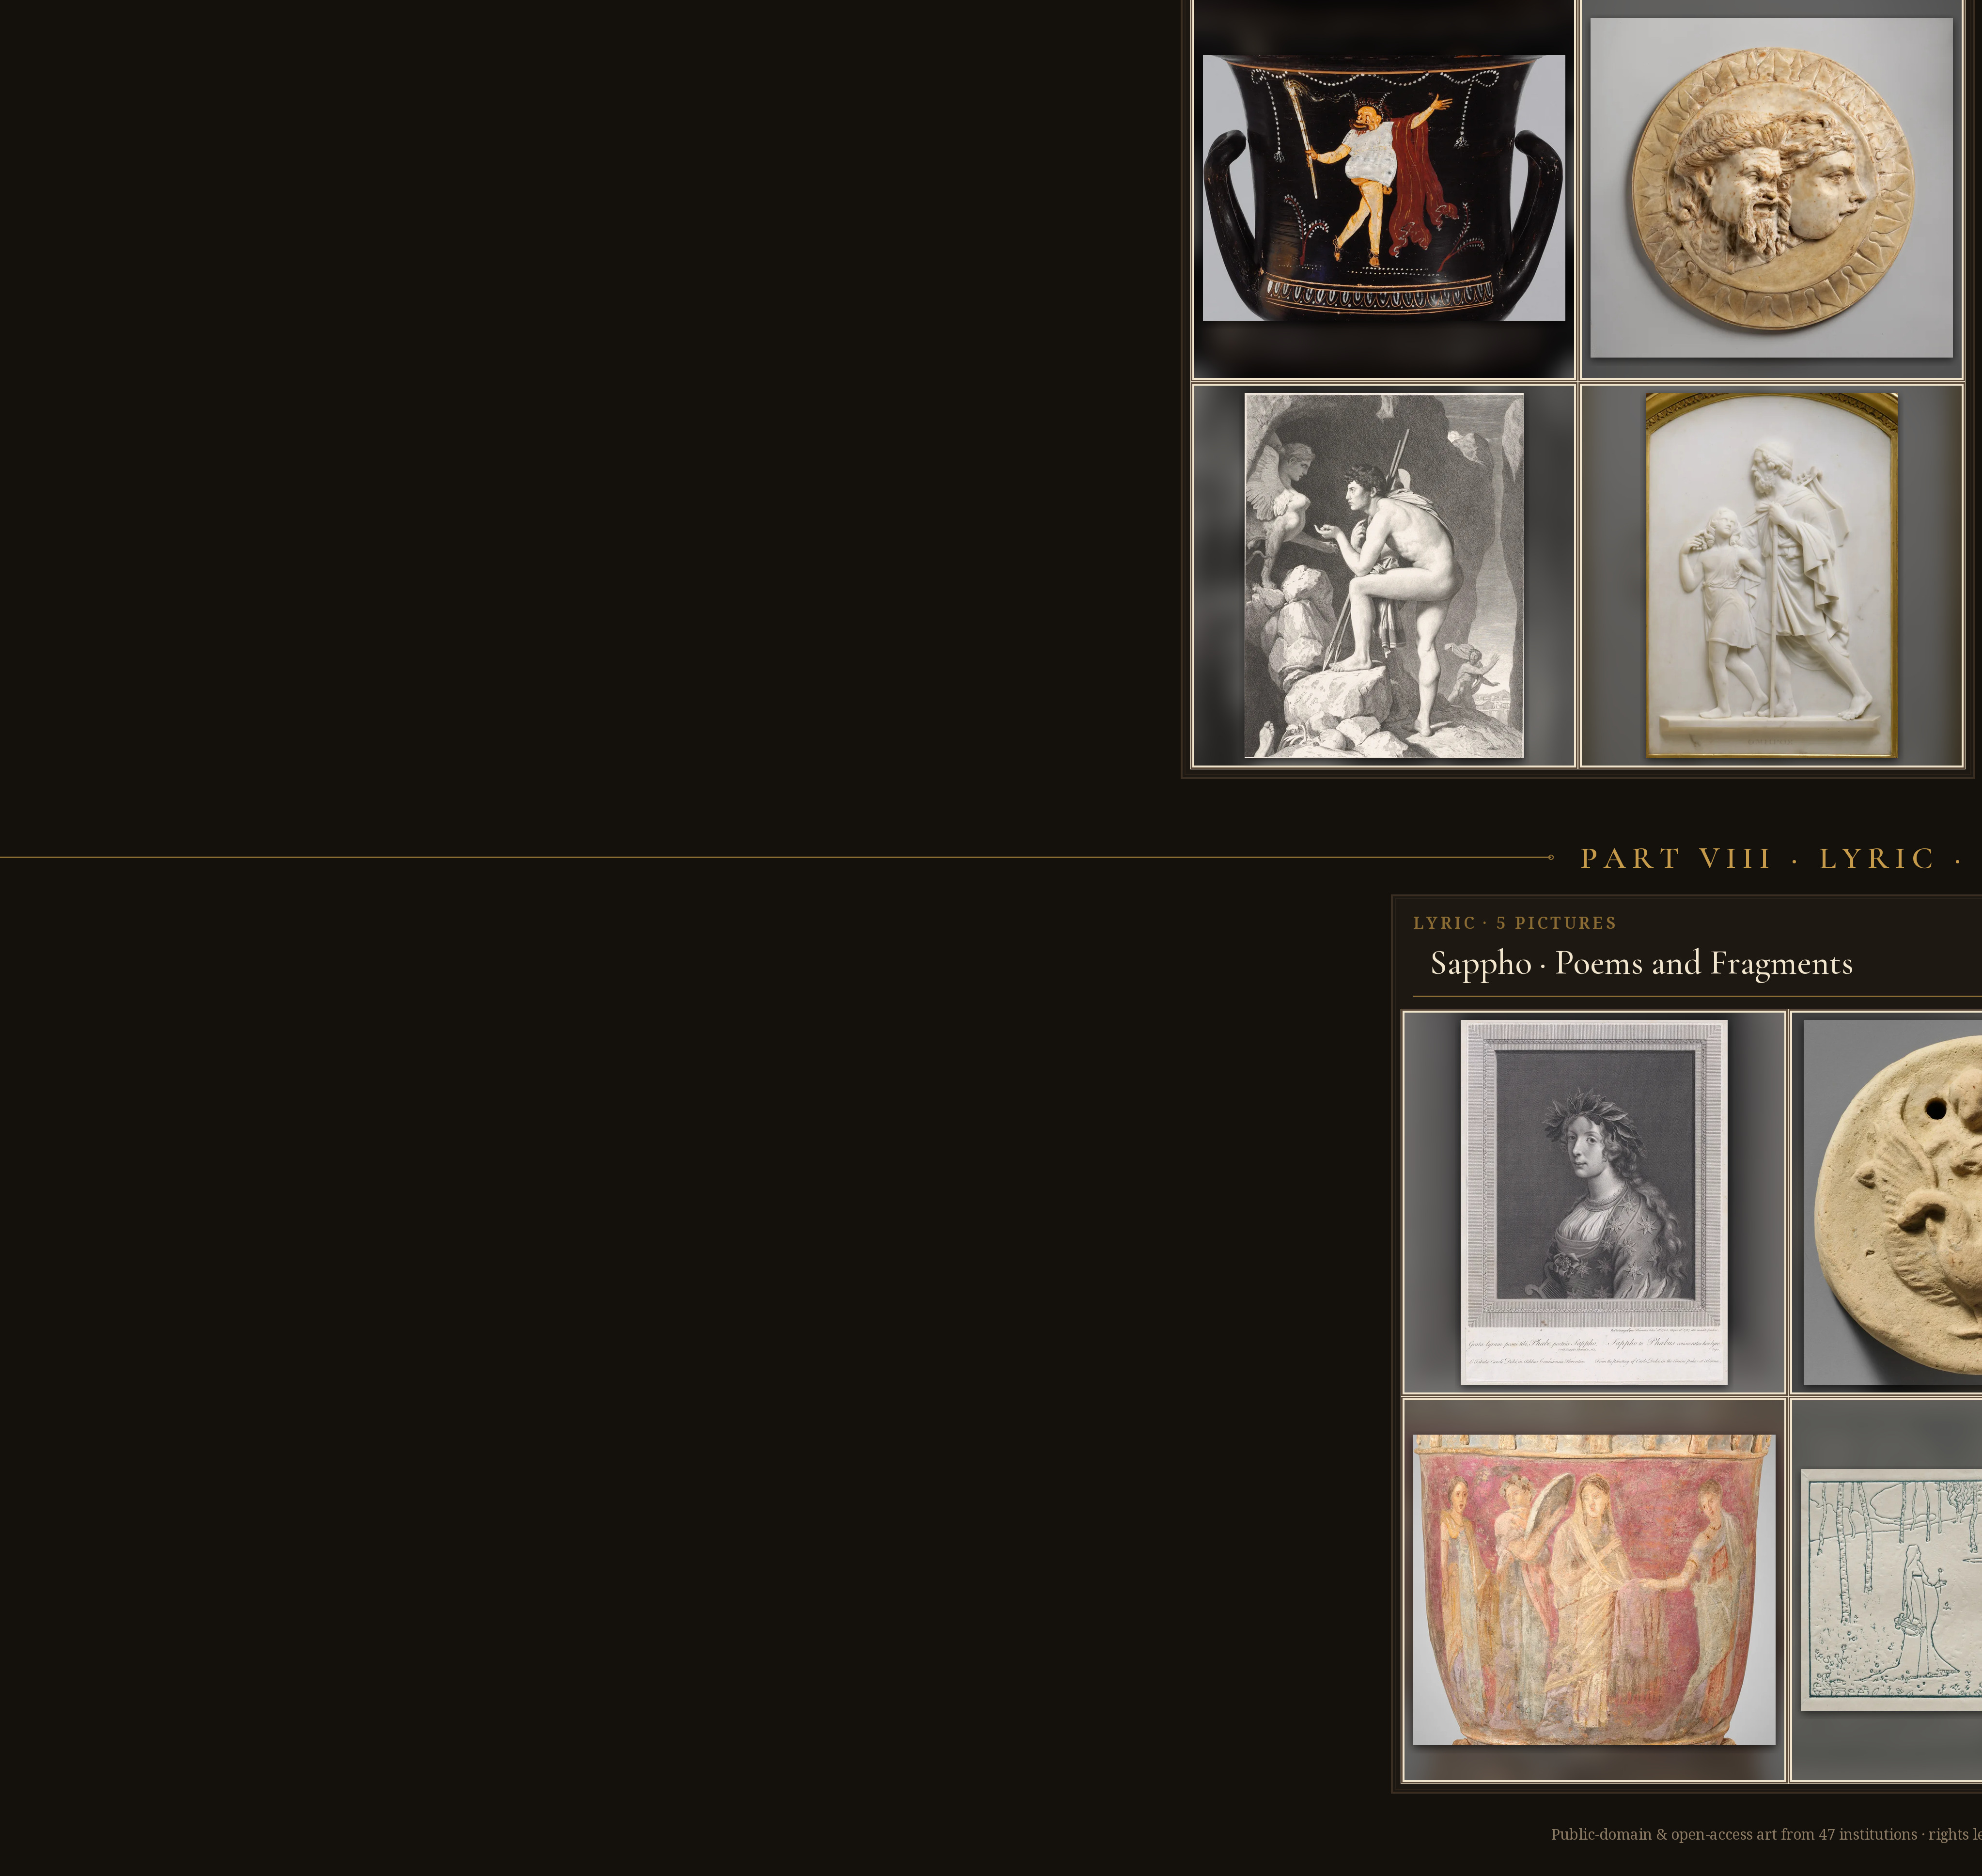 PART VIII · LYRIC ·
LYRIC · 5 PICTURES
Sappho · Poems and Fragments
Public-domain & open-access art from 47 institutions · rights le